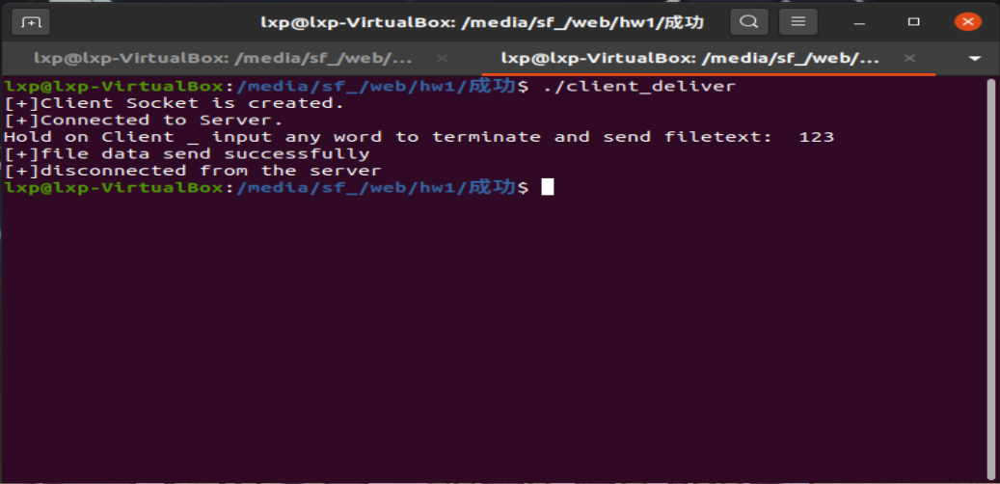 lxp@lxp-VirtualBox: /media/sf_/web/hw1/成功
lxp@lxp-VirtualBox: /media/sf_/web/... × lxp@lxp-VirtualBox: /media/sf_/web/... ×
lxp@lxp-VirtualBox:/media/sf_/web/hw1/成功$ ./client_deliver
[+]Client Socket is created.
[+]Connected to Server.
Hold on Client _ input any word to terminate and send filetext:  123
[+]file data send successfully
[+]disconnected from the server
lxp@lxp-VirtualBox:/media/sf_/web/hw1/成功$